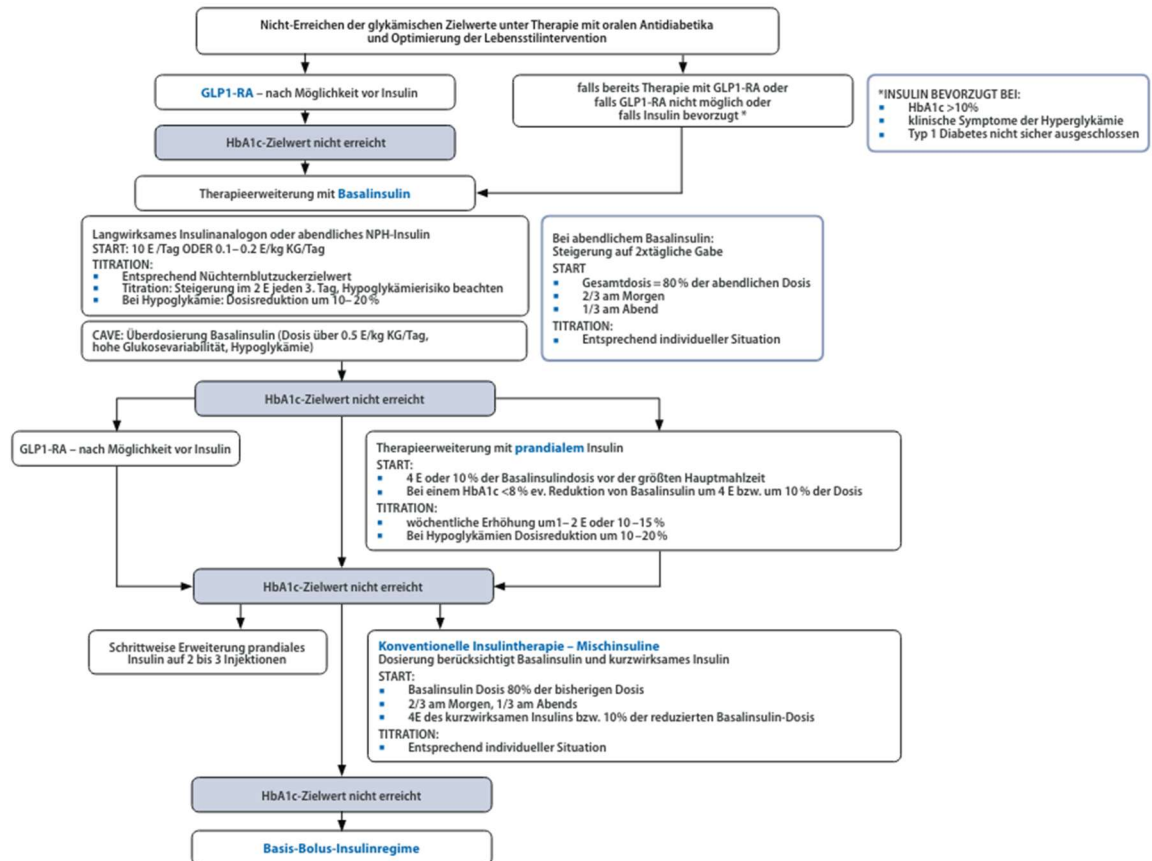 Nicht-Erreichen der glykämischen Zielwerte unter Therapie mit oralen Antidiabetika
und Optimierung der Lebensstilintervention
GLP1-RA – nach Möglichkeit vor Insulin
falls bereits Therapie mit GLP1-RA oder
falls GLP1-RA nicht möglich oder
falls Insulin bevorzugt *
*INSULIN BEVORZUGT BEI:
▪ HbA1c >10%
▪ klinische Symptome der Hyperglykämie
▪ Typ 1 Diabetes nicht sicher ausgeschlossen
HbA1c-Zielwert nicht erreicht
Therapieerweiterung mit Basalinsulin
Langwirksames Insulinanalogon oder abendliches NPH-Insulin
START: 10 E /Tag ODER 0.1–0.2 E/kg KG/Tag
TITRATION:
▪ Entsprechend Nüchternblutzuckerzielwert
▪ Titration: Steigerung im 2 E jeden 3. Tag, Hypoglykämierisiko beachten
▪ Bei Hypoglykämie: Dosisreduktion um 10–20%
Bei abendlichem Basalinsulin:
Steigerung auf 2xtägliche Gabe
START
▪ Gesamtdosis = 80% der abendlichen Dosis
▪ 2/3 am Morgen
▪ 1/3 am Abend
TITRATION:
▪ Entsprechend individueller Situation
CAVE: Überdosierung Basalinsulin (Dosis über 0.5 E/kg KG/Tag,
hohe Glukosevariabilität, Hypoglykämie)
HbA1c-Zielwert nicht erreicht
GLP1-RA – nach Möglichkeit vor Insulin
Therapieerweiterung mit prandialem Insulin
START:
▪ 4 E oder 10% der Basalinsulindosis vor der größten Hauptmahlzeit
▪ Bei einem HbA1c <8% ev. Reduktion von Basalinsulin um 4 E bzw. um 10% der Dosis
TITRATION:
▪ wöchentliche Erhöhung um1–2 E oder 10–15%
▪ Bei Hypoglykämien Dosisreduktion um 10–20%
HbA1c-Zielwert nicht erreicht
Schrittweise Erweiterung prandiales
Insulin auf 2 bis 3 Injektionen
Konventionelle Insulintherapie – Mischinsuline
Dosierung berücksichtigt Basalinsulin und kurzwirksames Insulin
START:
▪ Basalinsulin Dosis 80% der bisherigen Dosis
▪ 2/3 am Morgen, 1/3 am Abends
▪ 4E des kurzwirksamen Insulins bzw. 10% der reduzierten Basalinsulin-Dosis
TITRATION:
▪ Entsprechend individueller Situation
HbA1c-Zielwert nicht erreicht
Basis-Bolus-Insulinregime